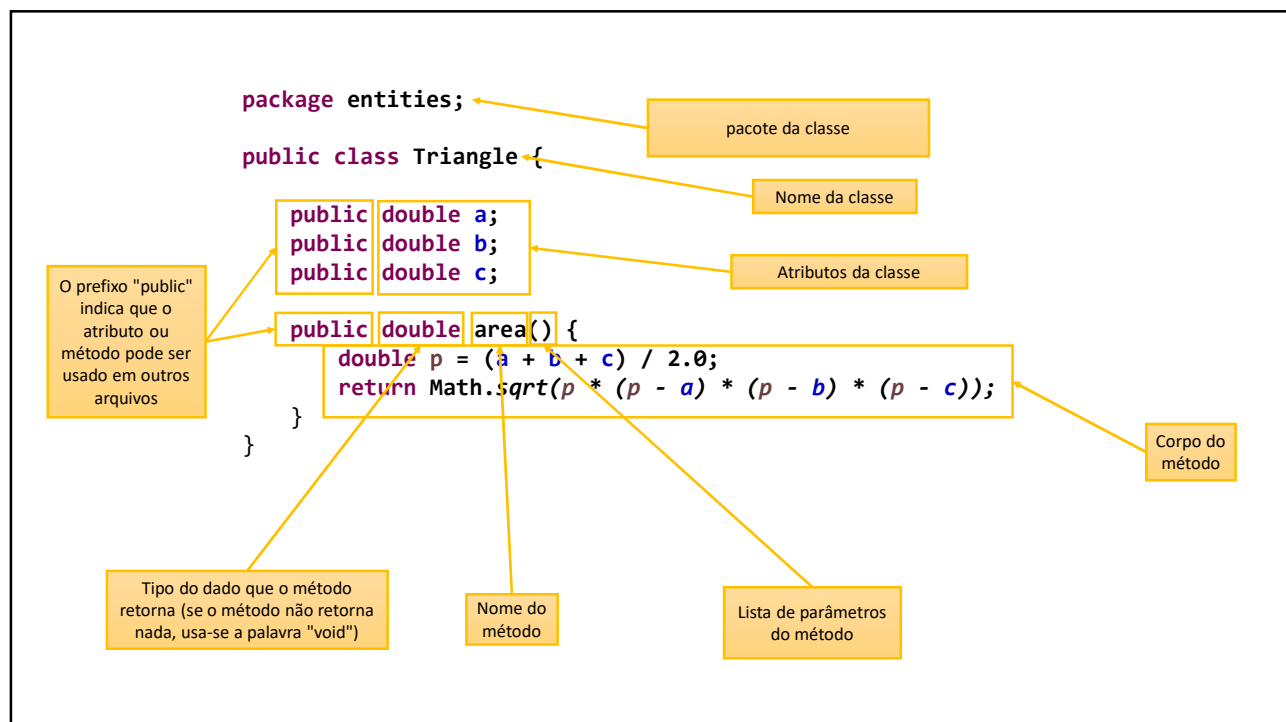 package entities;
pacote da classe
public class Triangle {
Nome da classe
public double a;
public double b;
public double c;
Atributos da classe
O prefixo "public"
indica que o
atributo ou
método pode ser
usado em outros
arquivos
public double area() {
double p = (a + b + c) / 2.0;
return Math.sqrt(p * (p - a) * (p - b) * (p - c));
}
}
Corpo do
método
Tipo do dado que o método
retorna (se o método não retorna
nada, usa-se a palavra "void")
Nome do
método
Lista de parâmetros
do método